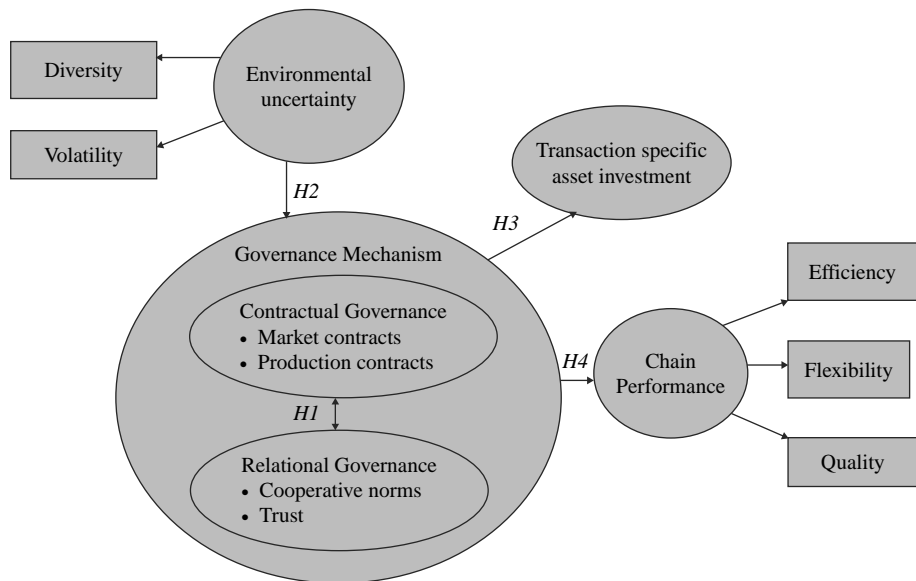 Diversity
Environmental
uncertainty
Volatility
H2
Transaction specific
asset investment
H3
Governance Mechanism
Contractual Governance
• Market contracts
• Production contracts
H1
Relational Governance
• Cooperative norms
• Trust
H4
Chain
Performance
Efficiency
Flexibility
Quality